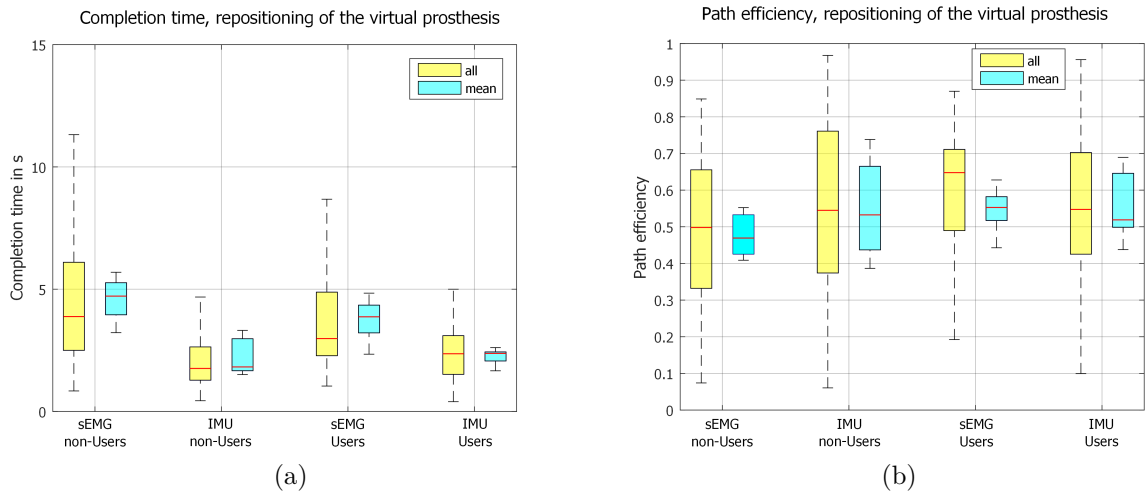 Completion time, repositioning of the virtual prosthesis
15
10
5
0
Completion time in s
all
mean
sEMG
non-Users
IMU
non-Users
sEMG
Users
IMU
Users
(a)
Path efficiency, repositioning of the virtual prosthesis
1
0.9
0.8
0.7
0.6
0.5
0.4
0.3
0.2
0.1
0
Path efficiency
all
mean
sEMG
non-Users
IMU
non-Users
sEMG
Users
IMU
Users
(b)